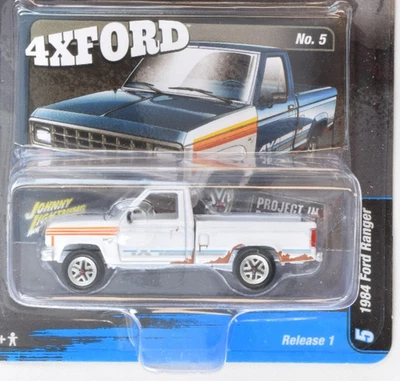 4XFORD
No. 5
JOHNNY
LIGHTNING
PROJECT IN
1984 Ford Ranger
5
Release 1
+